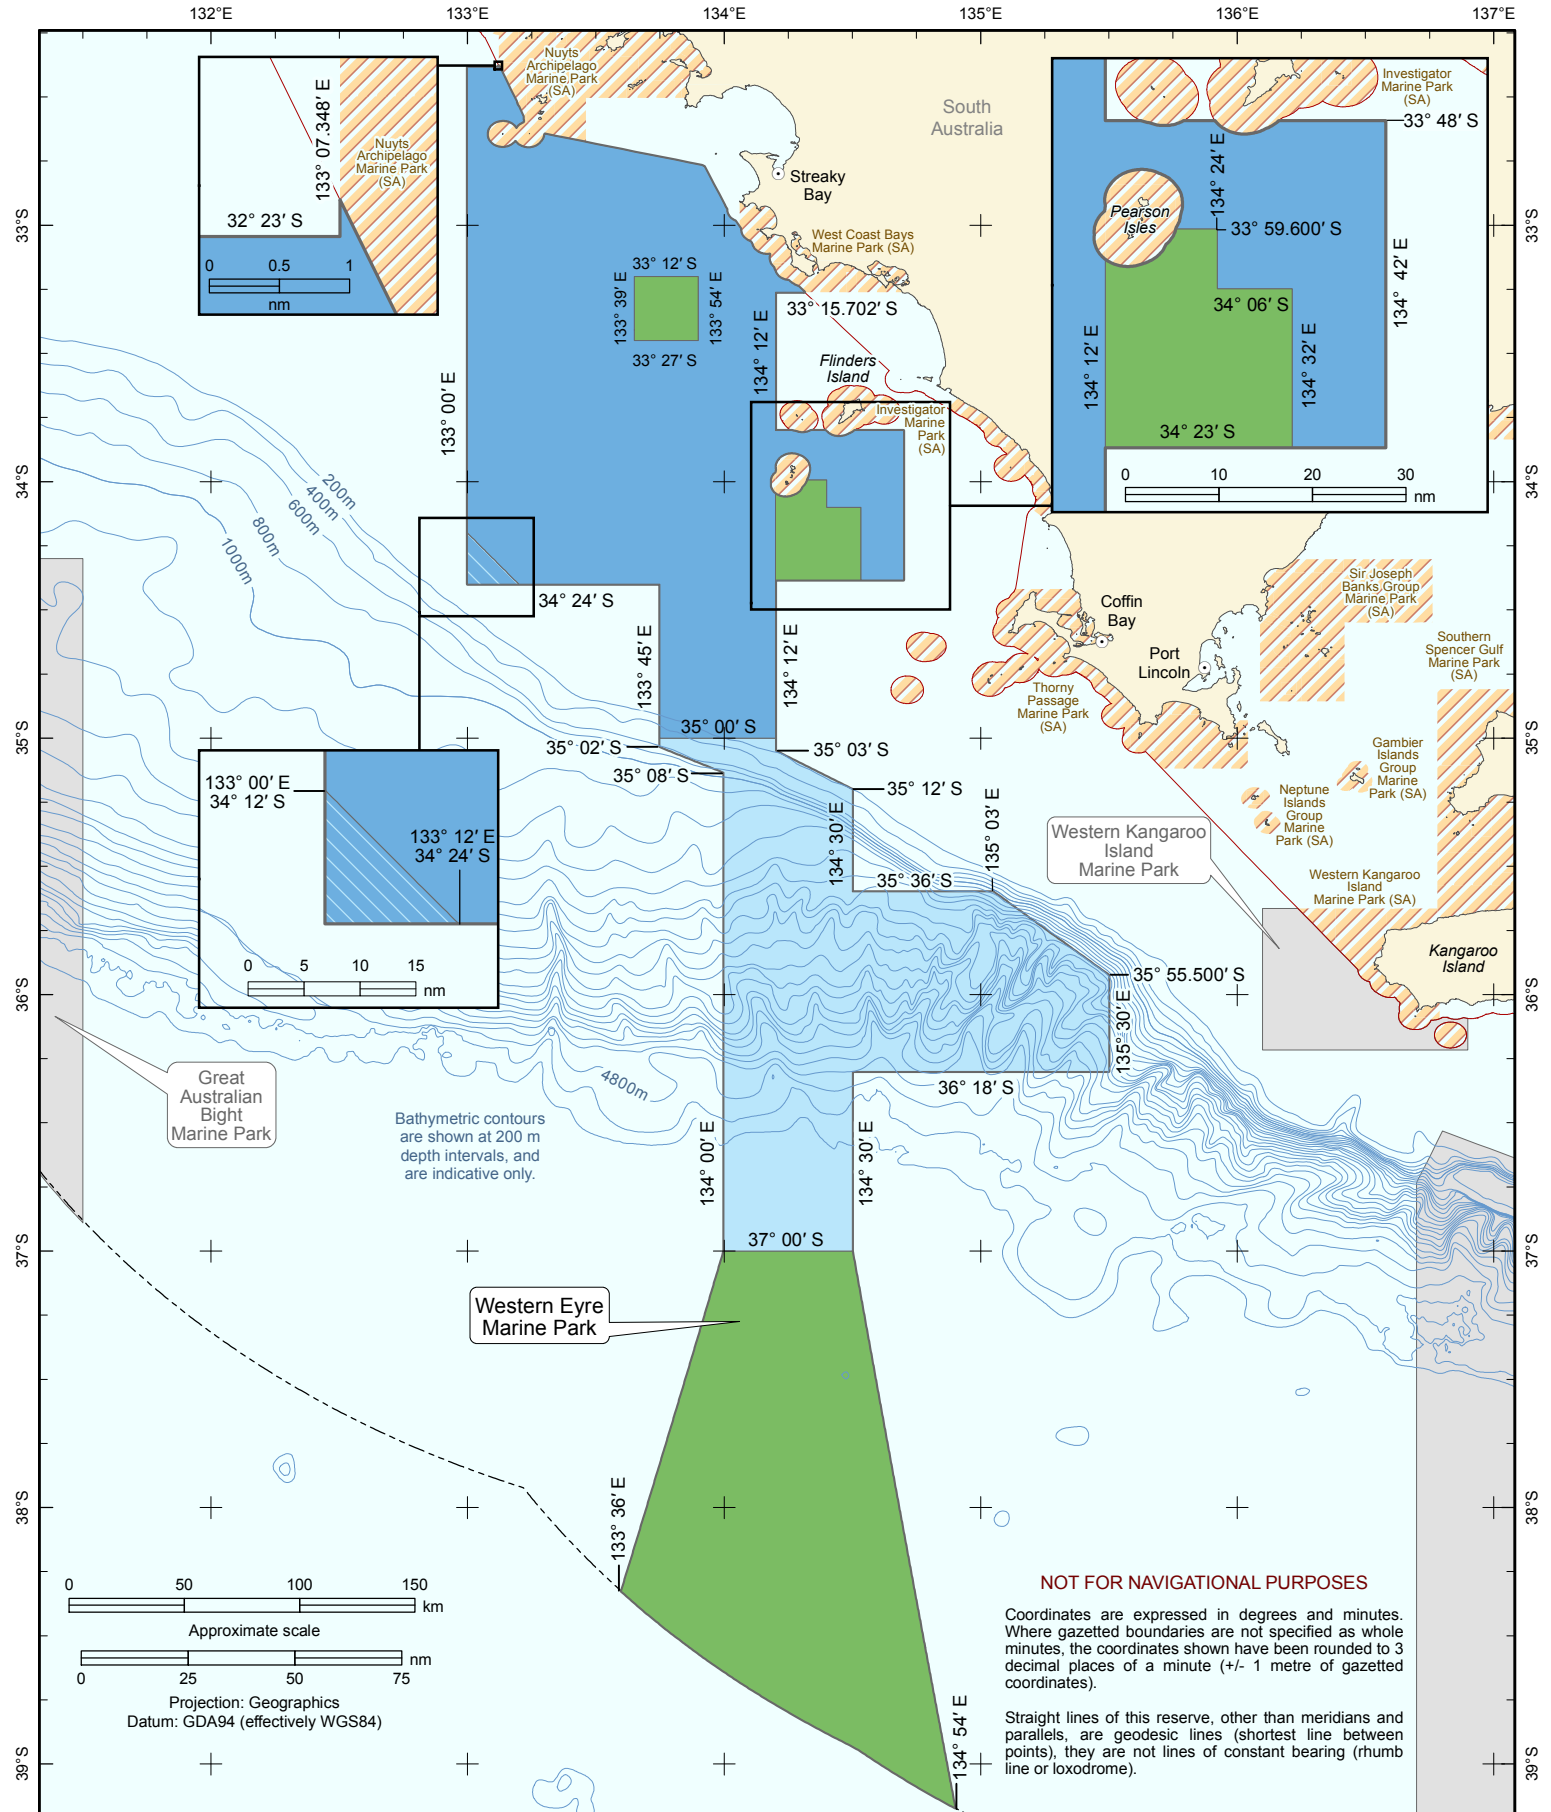 132°E
133°E
134°E
135°E
136°E
137°E
33°S
34°S
35°S
36°S
37°S
38°S
39°S
33°S
34°S
35°S
36°S
37°S
38°S
39°S
133° 07.348′ E
Nuyts
Archipelago
Marine Park
(SA)
32° 23′ S
0 0.5 1
nm
Nuyts
Archipelago
Marine Park
(SA)
South
Australia
Streaky
Bay
West Coast Bays
Marine Park (SA)
33° 12′ S
133° 39′ E
133° 54′ E
33° 27′ S
134° 12′ E
33° 15.702′ S
Flinders
Island
Investigator
Marine
Park
(SA)
Investigator
Marine Park
(SA)
33° 48′ S
134° 24′ E
Pearson
Isles
33° 59.600′ S
134° 42′ E
34° 06′ S
134° 12′ E
134° 32′ E
34° 23′ S
0 10 20 30
nm
133° 00′ E
200m
400m
600m
800m
1000m
34° 24′ S
133° 45′ E
134° 12′ E
35° 00′ S
35° 02′ S
35° 03′ S
35° 08′ S
35° 12′ S
134° 30′ E
135° 03′ E
35° 36′ S
133° 00′ E
34° 12′ S
133° 12′ E
34° 24′ S
0 5 10 15
nm
Coffin
Bay
Port
Lincoln
Thorny
Passage
Marine Park
(SA)
Sir Joseph
Banks Group
Marine Park
(SA)
Southern
Spencer Gulf
Marine Park
(SA)
Gambier
Islands
Group
Marine
Park (SA)
Neptune
Islands
Group
Marine
Park (SA)
Western Kangaroo
Island
Marine Park
Western Kangaroo
Island
Marine Park (SA)
Kangaroo
Island
35° 55.500′ S
135° 30′ E
36° 18′ S
4800m
Great
Australian
Bight
Marine Park
Bathymetric contours
are shown at 200 m
depth intervals, and
are indicative only.
134° 00′ E
134° 30′ E
37° 00′ S
Western Eyre
Marine Park
133° 36′ E
134° 54′ E
0 50 100 150
km
Approximate scale
nm
0 25 50 75
Projection: Geographics
Datum: GDA94 (effectively WGS84)
NOT FOR NAVIGATIONAL PURPOSES
Coordinates are expressed in degrees and minutes.
Where gazetted boundaries are not specified as whole
minutes, the coordinates shown have been rounded to 3
decimal places of a minute (+/- 1 metre of gazetted
coordinates).
Straight lines of this reserve, other than meridians and
parallels, are geodesic lines (shortest line between
points), they are not lines of constant bearing (rhumb
line or loxodrome).